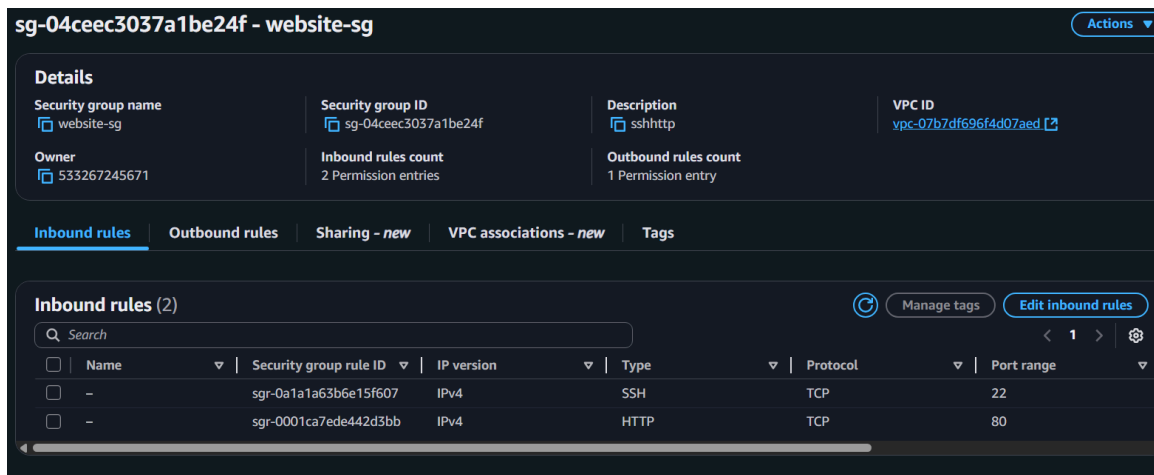 sg-04ceec3037a1be24f - website-sg
Actions
Details
Security group name
website-sg
Security group ID
sg-04ceec3037a1be24f
Description
sshhttp
VPC ID
vpc-07b7df696f4d07aed
Owner
533267245671
Inbound rules count
2 Permission entries
Outbound rules count
1 Permission entry
Inbound rules Outbound rules Sharing - new VPC associations - new Tags
Inbound rules (2)
Manage tags Edit inbound rules
Search
1
Name Security group rule ID IP version Type Protocol Port range
– sgr-0a1a1a63b6e15f607 IPv4 SSH TCP 22
– sgr-0001ca7ede442d3bb IPv4 HTTP TCP 80